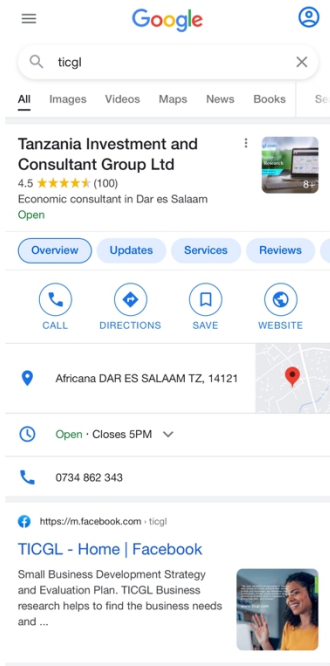 Google
ticgl
All Images Videos Maps News Books
Tanzania Investment and
Consultant Group Ltd
4.5 (100)
Economic consultant in Dar es Salaam
Open
8+
Overview Updates Services Reviews
CALL DIRECTIONS SAVE WEBSITE
Africana DAR ES SALAAM TZ, 14121
Open · Closes 5PM
0734 862 343
https://m.facebook.com › ticgl
TICGL - Home | Facebook
Small Business Development Strategy
and Evaluation Plan. TICGL Business
research helps to find the business needs
and ...